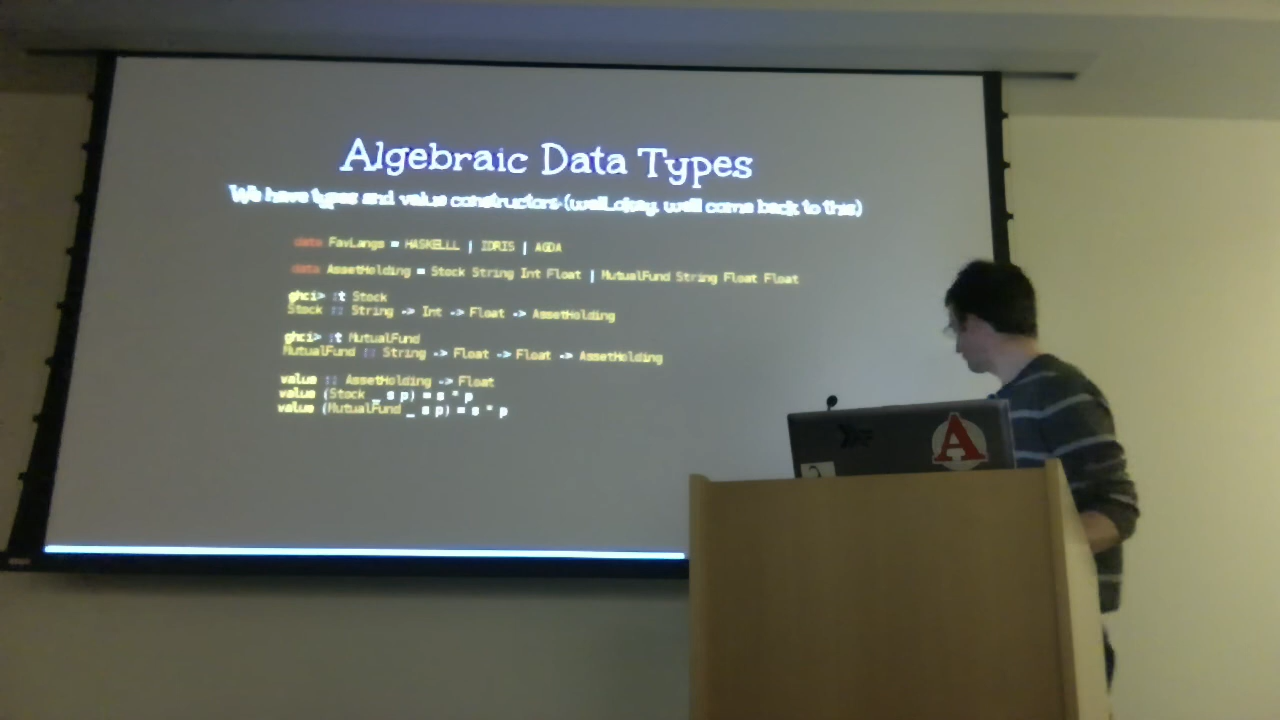 Algebraic Data Types
We have types and value constructors (well, okay, we'll come back to this)
data FavLangs = HASKELLL | IDRIS | AGDA
data AssetHolding = Stock String Int Float | MutualFund String Float Float
ghci> :t Stock
Stock :: String -> Int -> Float -> AssetHolding
ghci> :t MutualFund
MutualFund :: String -> Float -> Float -> AssetHolding
value :: AssetHolding -> Float
value (Stock _ s p) = s * p
value (MutualFund _ s p) = s * p
A